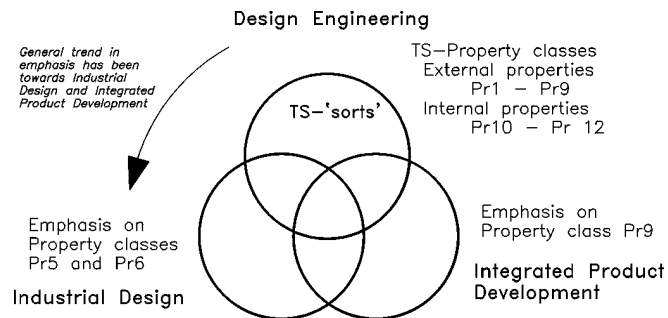 Design Engineering
General trend in
emphasis has been
towards Industrial
Design and Integrated
Product Development
TS-Property classes
External properties
Pr1 - Pr9
Internal properties
Pr10 - Pr 12
TS-'sorts'
Emphasis on
Property classes
Pr5 and Pr6
Industrial Design
Emphasis on
Property class Pr9
Integrated Product
Development